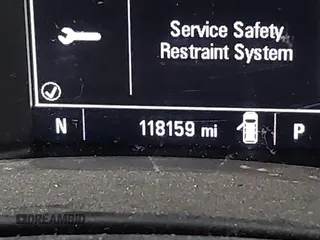 Service Safety
Restraint System
N 118159 mi P
DREAMBID